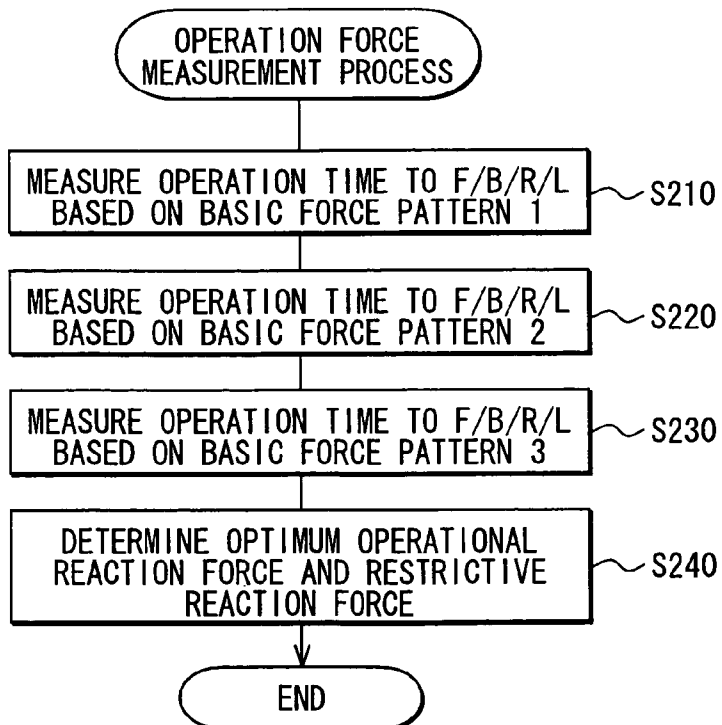 OPERATION FORCE
MEASUREMENT PROCESS
MEASURE OPERATION TIME TO F/B/R/L
BASED ON BASIC FORCE PATTERN 1
S210
MEASURE OPERATION TIME TO F/B/R/L
BASED ON BASIC FORCE PATTERN 2
S220
MEASURE OPERATION TIME TO F/B/R/L
BASED ON BASIC FORCE PATTERN 3
S230
DETERMINE OPTIMUM OPERATIONAL
REACTION FORCE AND RESTRICTIVE
REACTION FORCE
S240
END